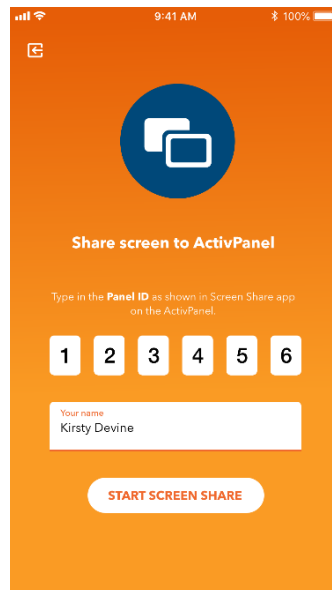 9:41 AM
100%
Share screen to ActivPanel
Type in the Panel ID as shown in Screen Share app
on the ActivPanel.
1 2 3 4 5 6
Your name
Kirsty Devine
START SCREEN SHARE